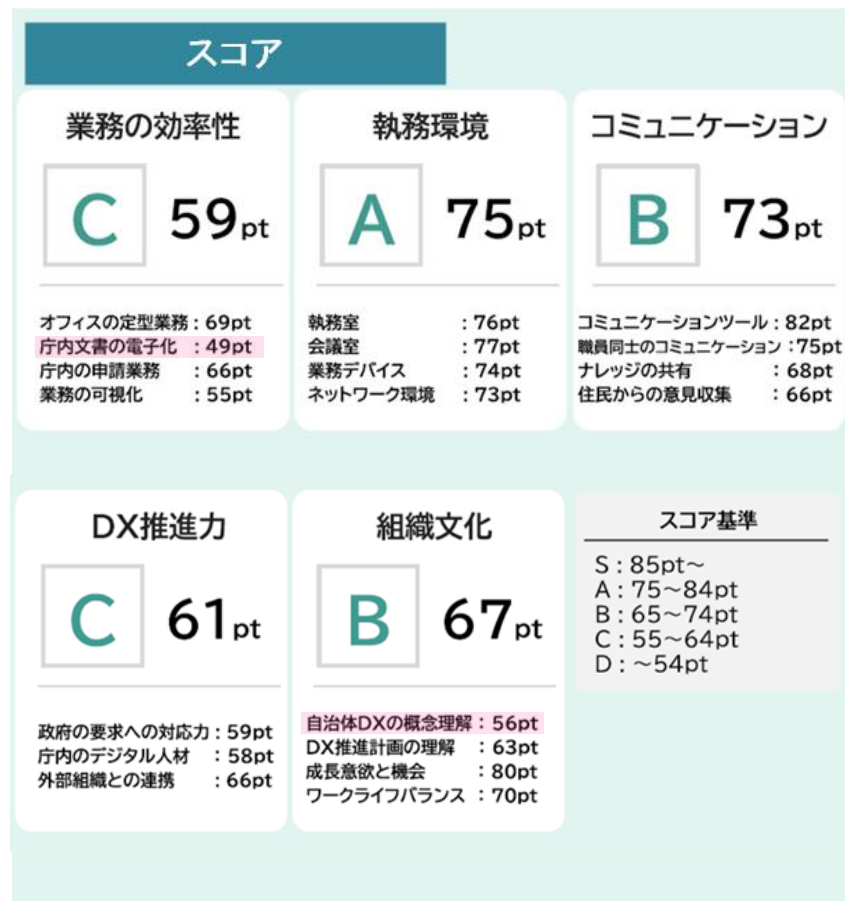 スコア
業務の効率性
C 59pt
オフィスの定型業務：69pt
庁内文書の電子化：49pt
庁内の申請業務：66pt
業務の可視化：55pt
執務環境
A 75pt
執務室：76pt
会議室：77pt
業務デバイス：74pt
ネットワーク環境：73pt
コミュニケーション
B 73pt
コミュニケーションツール：82pt
職員同士のコミュニケーション：75pt
ナレッジの共有：68pt
住民からの意見収集：66pt
DX推進力
C 61pt
政府の要求への対応力：59pt
庁内のデジタル人材：58pt
外部組織との連携：66pt
組織文化
B 67pt
自治体DXの概念理解：56pt
DX推進計画の理解：63pt
成長意欲と機会：80pt
ワークライフバランス：70pt
スコア基準
S：85pt～
A：75～84pt
B：65～74pt
C：55～64pt
D：～54pt